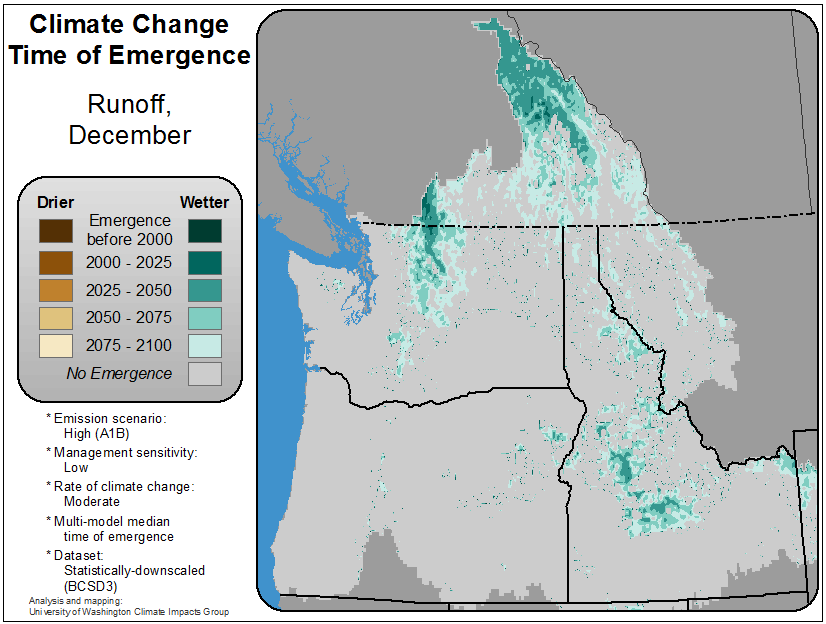 Climate Change
Time of Emergence
Runoff,
December
Drier
Wetter
Emergence
before 2000
2000 - 2025
2025 - 2050
2050 - 2075
2075 - 2100
No Emergence
* Emission scenario:
High (A1B)
* Management sensitivity:
Low
* Rate of climate change:
Moderate
* Multi-model median
time of emergence
* Dataset:
Statistically-downscaled
(BCSD3)
Analysis and mapping:
University of Washington Climate Impacts Group